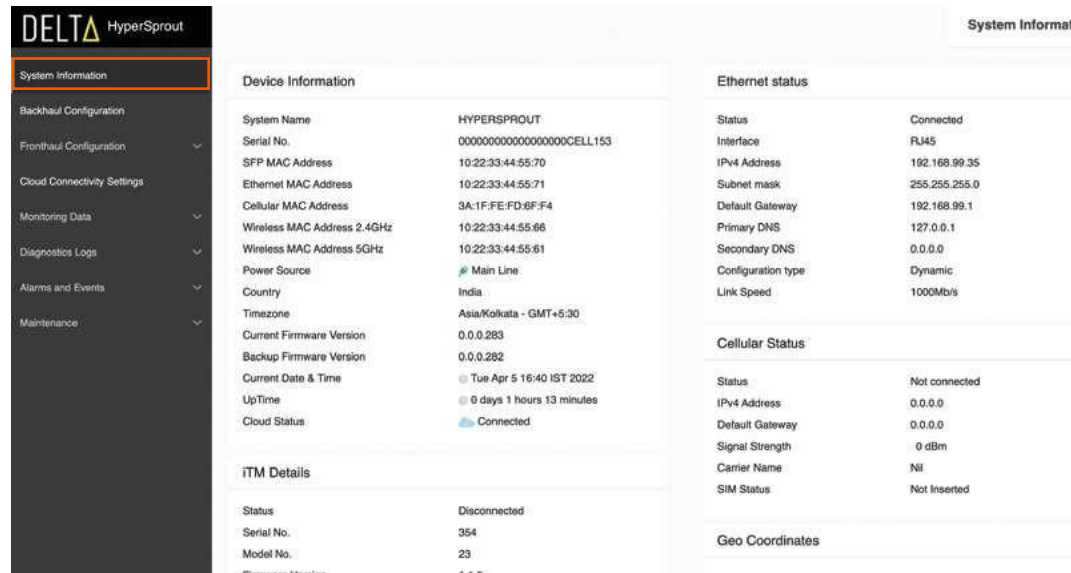 DELTA HyperSprout
System Informat
System Information
Backhaul Configuration
Fronthaul Configuration
Cloud Connectivity Settings
Monitoring Data
Diagnostics Logs
Alarms and Events
Maintenance
Device Information
System Name HYPERSPROUT
Serial No. 00000000000000000CELL153
SFP MAC Address 10:22:33:44:55:70
Ethernet MAC Address 10:22:33:44:55:71
Cellular MAC Address 3A:1F:FE:FD:6F:F4
Wireless MAC Address 2.4GHz 10:22:33:44:55:66
Wireless MAC Address 5GHz 10:22:33:44:55:61
Power Source Main Line
Country India
Timezone Asia/Kolkata - GMT+5:30
Current Firmware Version 0.0.0.283
Backup Firmware Version 0.0.0.282
Current Date & Time Tue Apr 5 16:40 IST 2022
UpTime 0 days 1 hours 13 minutes
Cloud Status Connected
iTM Details
Status Disconnected
Serial No. 354
Model No. 23
Ethernet status
Status Connected
Interface RJ45
IPv4 Address 192.168.99.35
Subnet mask 255.255.255.0
Default Gateway 192.168.99.1
Primary DNS 127.0.0.1
Secondary DNS 0.0.0.0
Configuration type Dynamic
Link Speed 1000Mb/s
Cellular Status
Status Not connected
IPv4 Address 0.0.0.0
Default Gateway 0.0.0.0
Signal Strength 0 dBm
Carrier Name Nil
SIM Status Not Inserted
Geo Coordinates